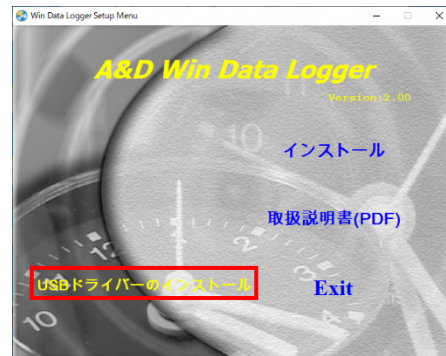 Win Data Logger Setup Menu
A&D Win Data Logger
Version:2.00
インストール
取扱説明書(PDF)
USBドライバーのインストール
Exit